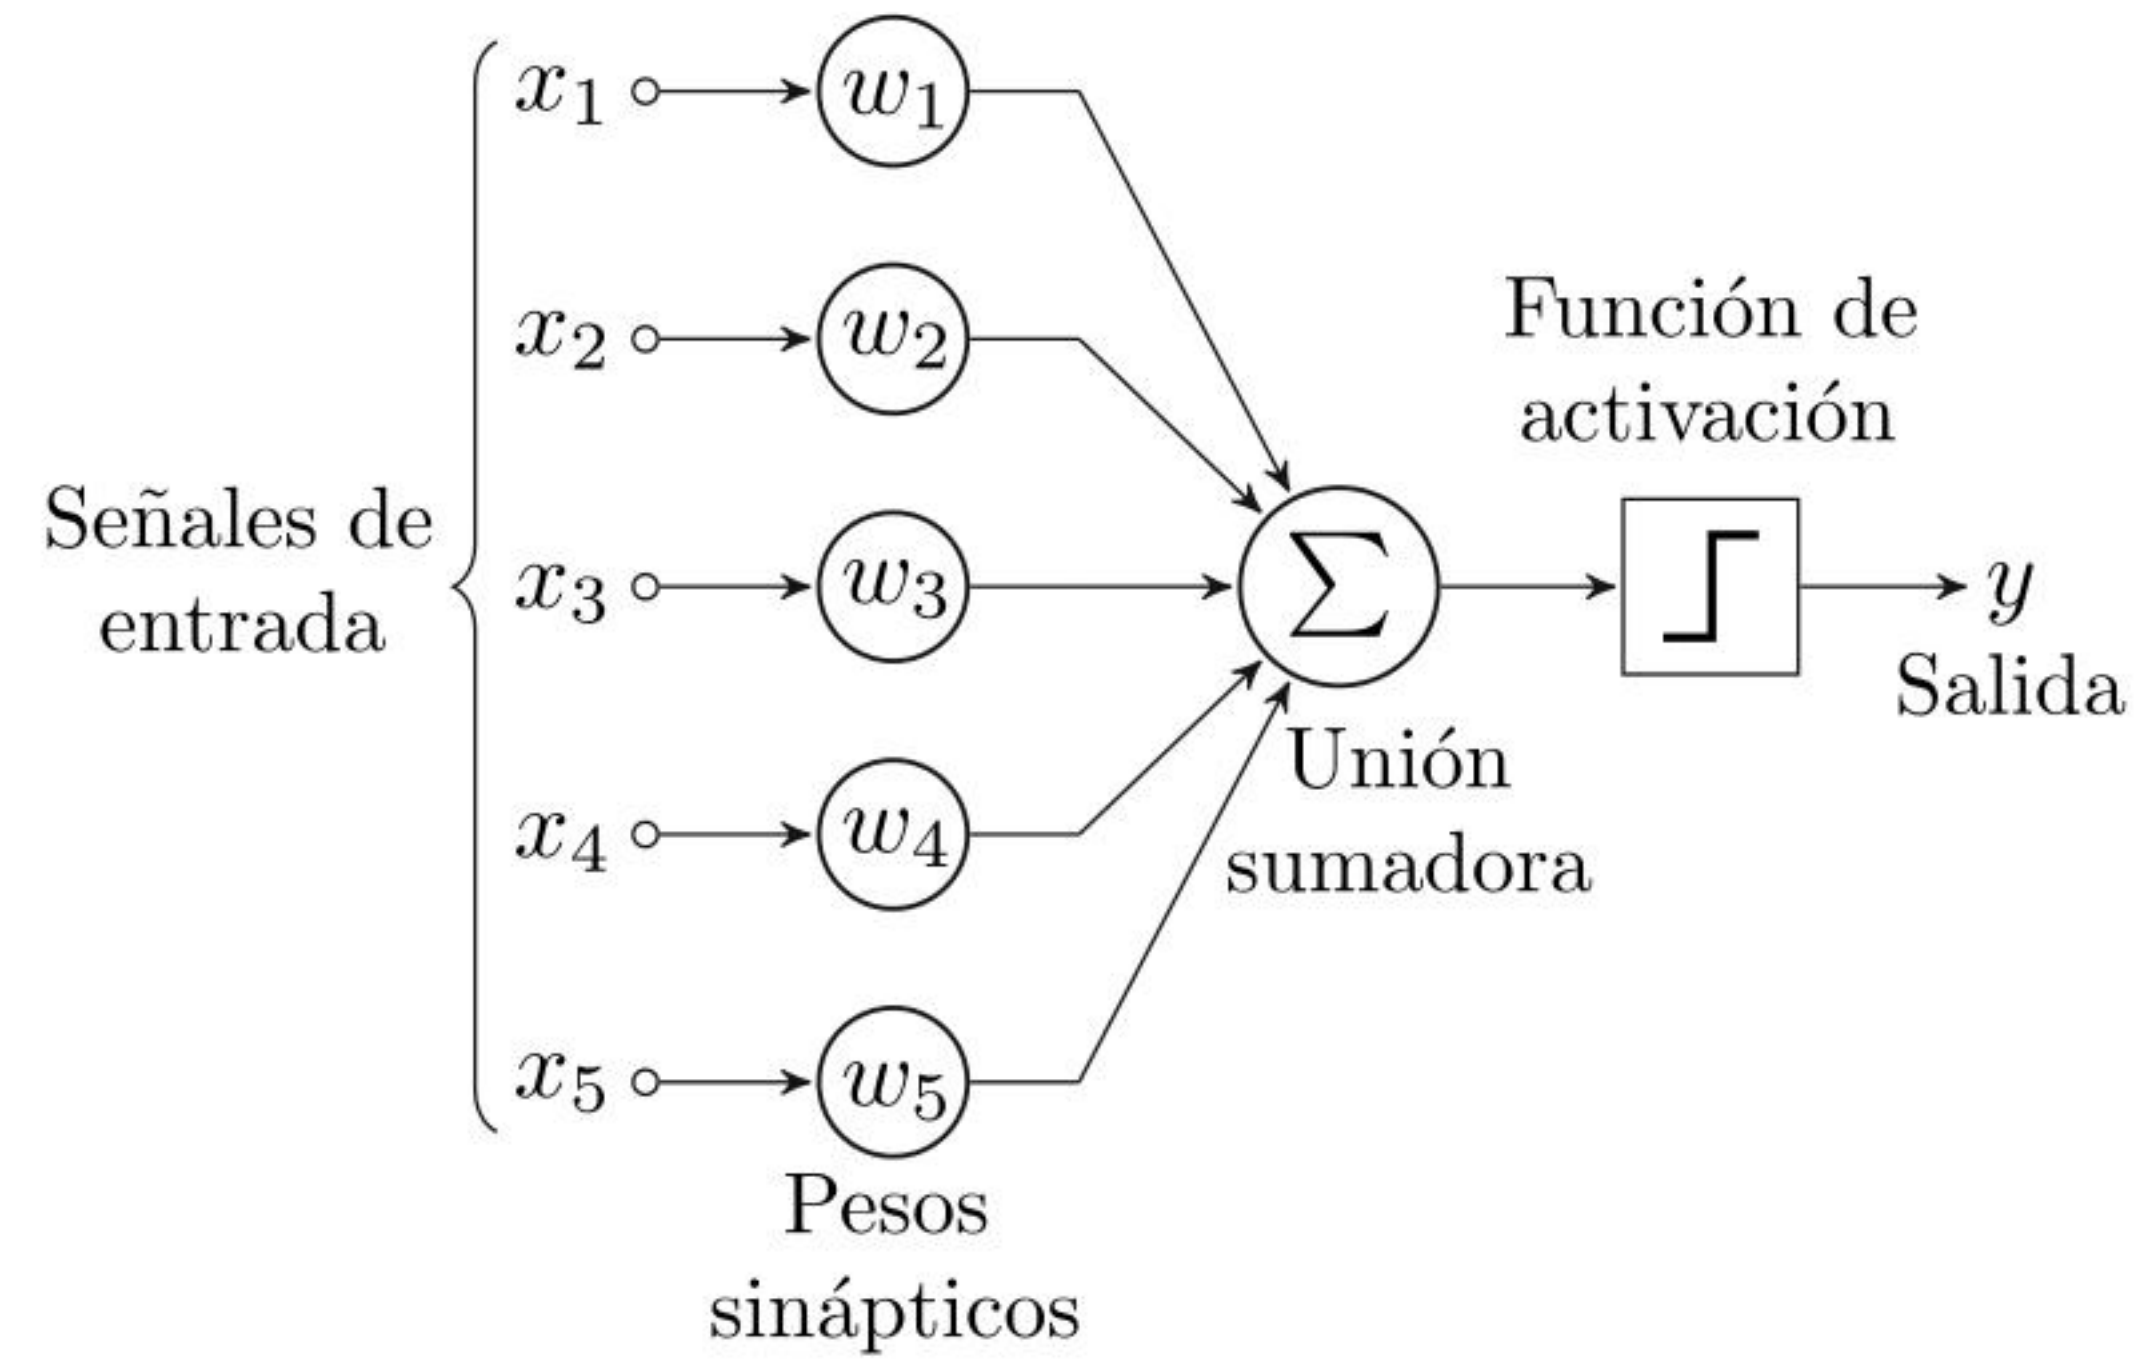 x1 w1
x2 w2
Función de
activación
Señales de
entrada
x3 w3 Σ y
Salida
Unión
sumadora
x4 w4
x5 w5
Pesos
sinápticos